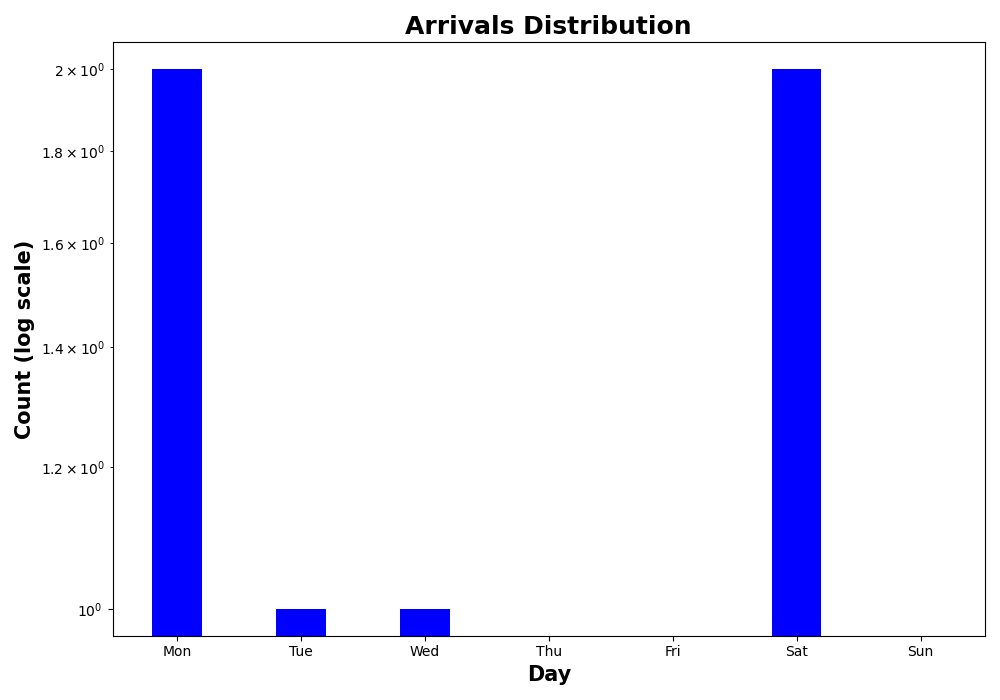 Arrivals Distribution
2 × 10⁰
1.8 × 10⁰
1.6 × 10⁰
1.4 × 10⁰
1.2 × 10⁰
10⁰
Count (log scale)
Mon Tue Wed Thu Fri Sat Sun
Day